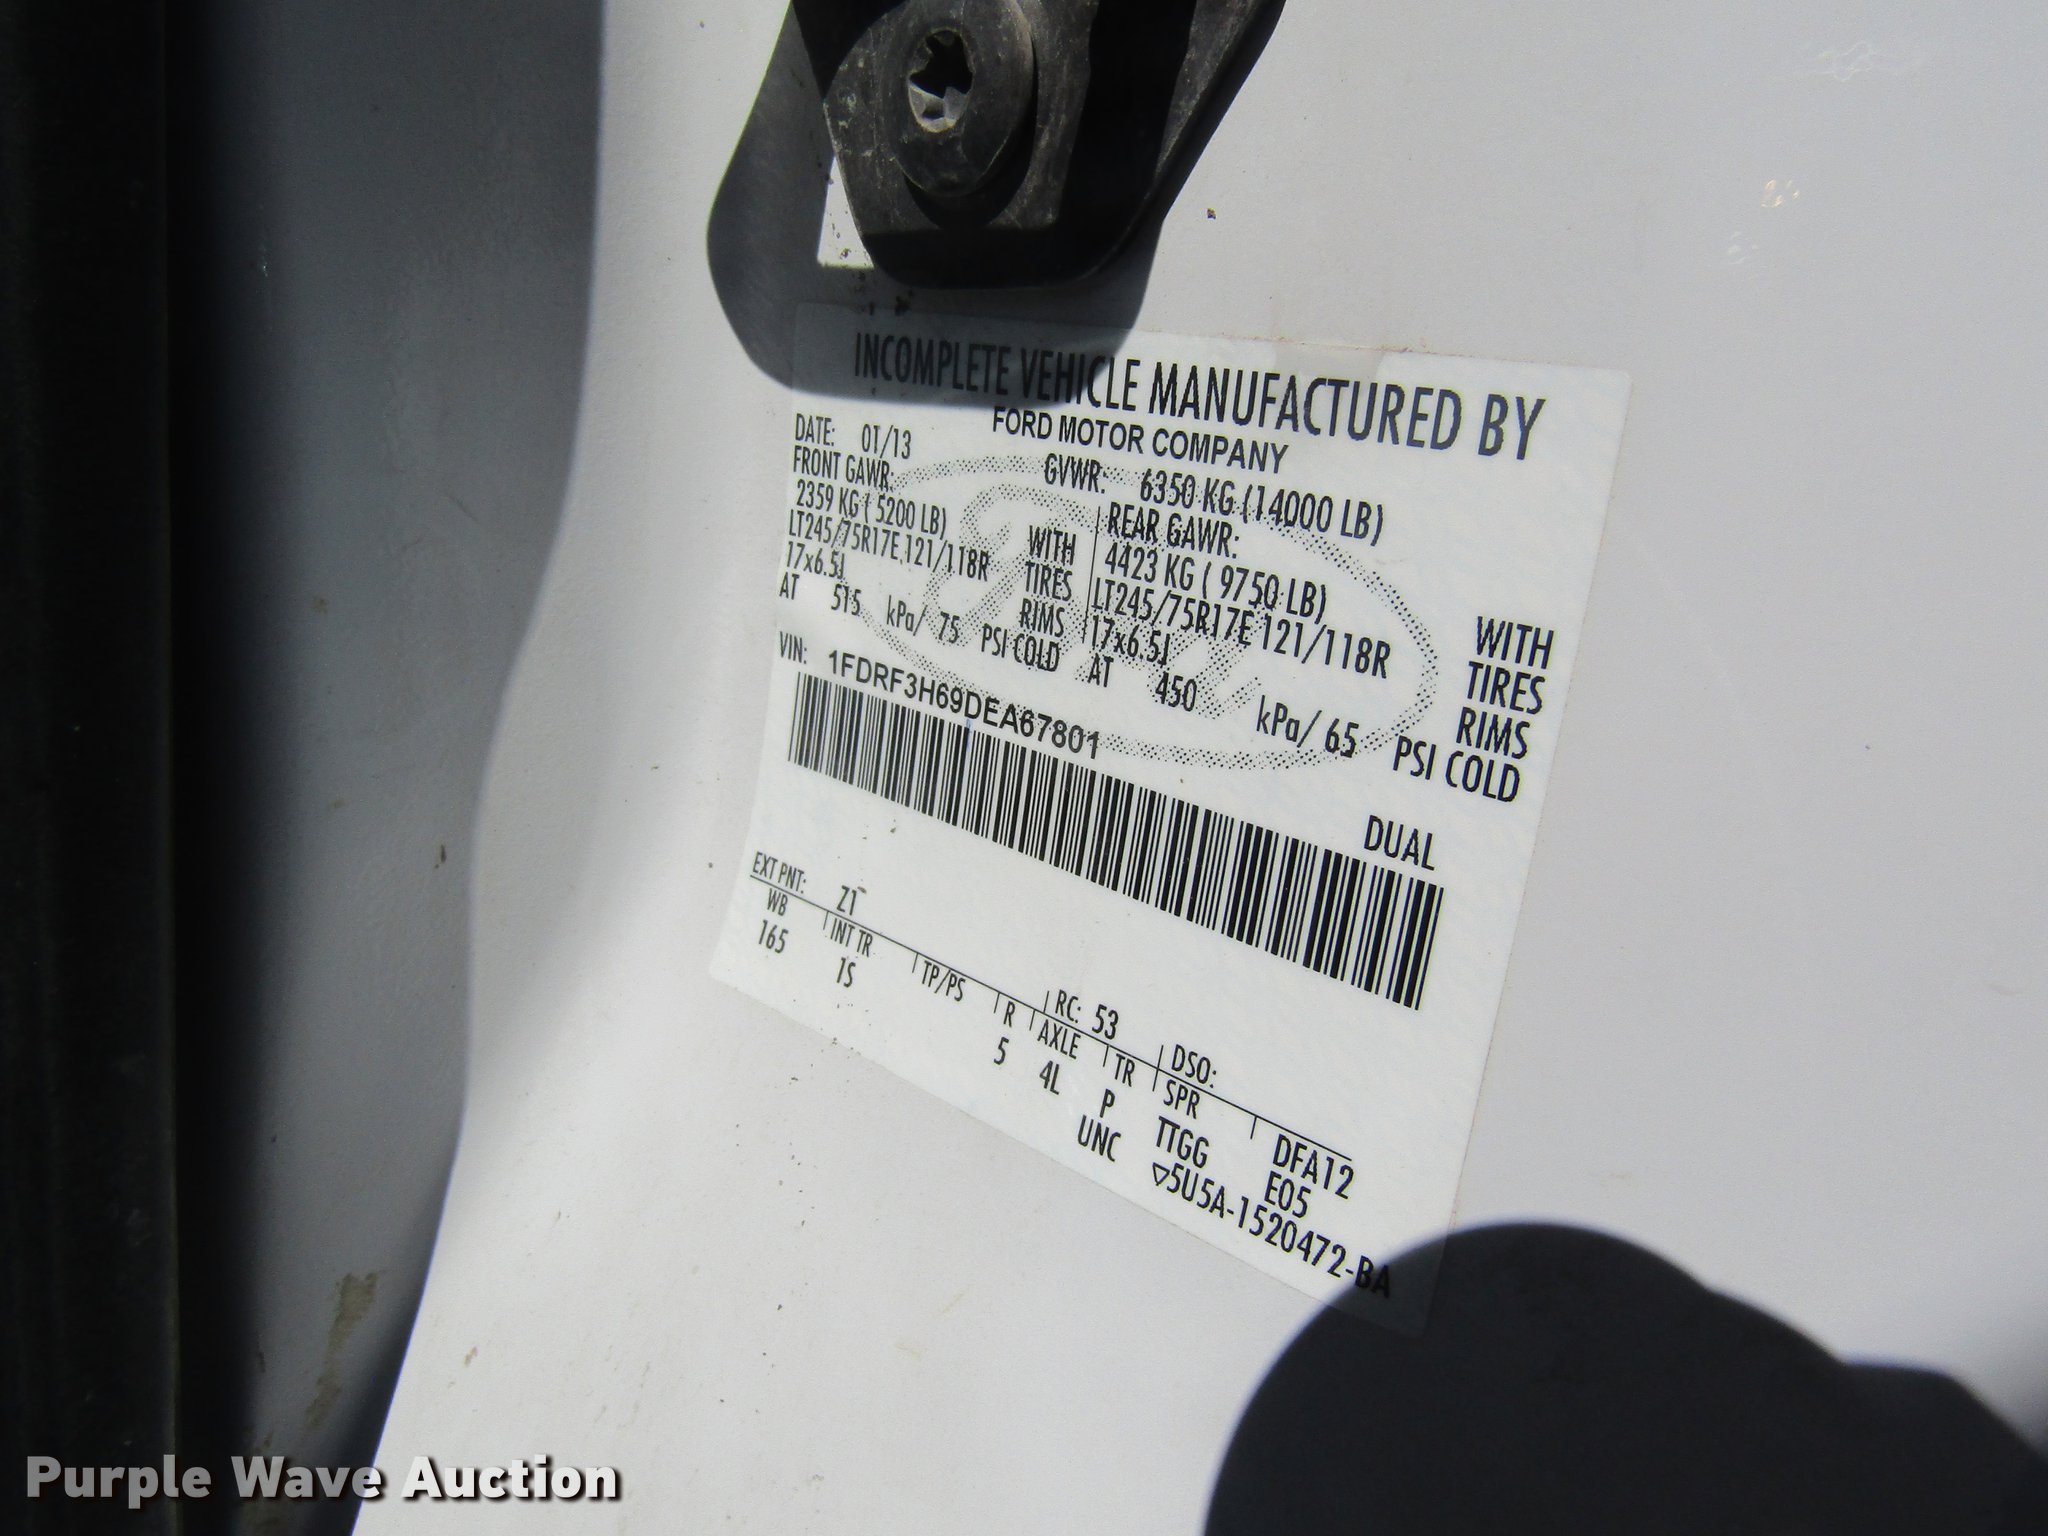 INCOMPLETE VEHICLE MANUFACTURED BY
FORD MOTOR COMPANY
DATE: 01/13
GVWR: 6350 KG (14000 LB)
FRONT GAWR:
2359 KG ( 5200 LB)
WITH
LT245/75R17E 121/118R
TIRES
17x6.5J
RIMS
AT 515 kPa/ 75 PSI COLD
REAR GAWR:
4423 KG ( 9750 LB)
WITH
LT245/75R17E 121/118R
TIRES
17x6.5J
RIMS
AT 450 kPa/ 65 PSI COLD
VIN: 1FDRF3H69DEA67801
DUAL
EXT PNT: Z1
RC: 53
DSO:
WB
INT TR
TP/PS
R
AXLE
TR
SPR
165
1S
5
4L
P
TTGG
DFA12
E05
UNC
▽5U5A-1520472-BA
Purple Wave Auction